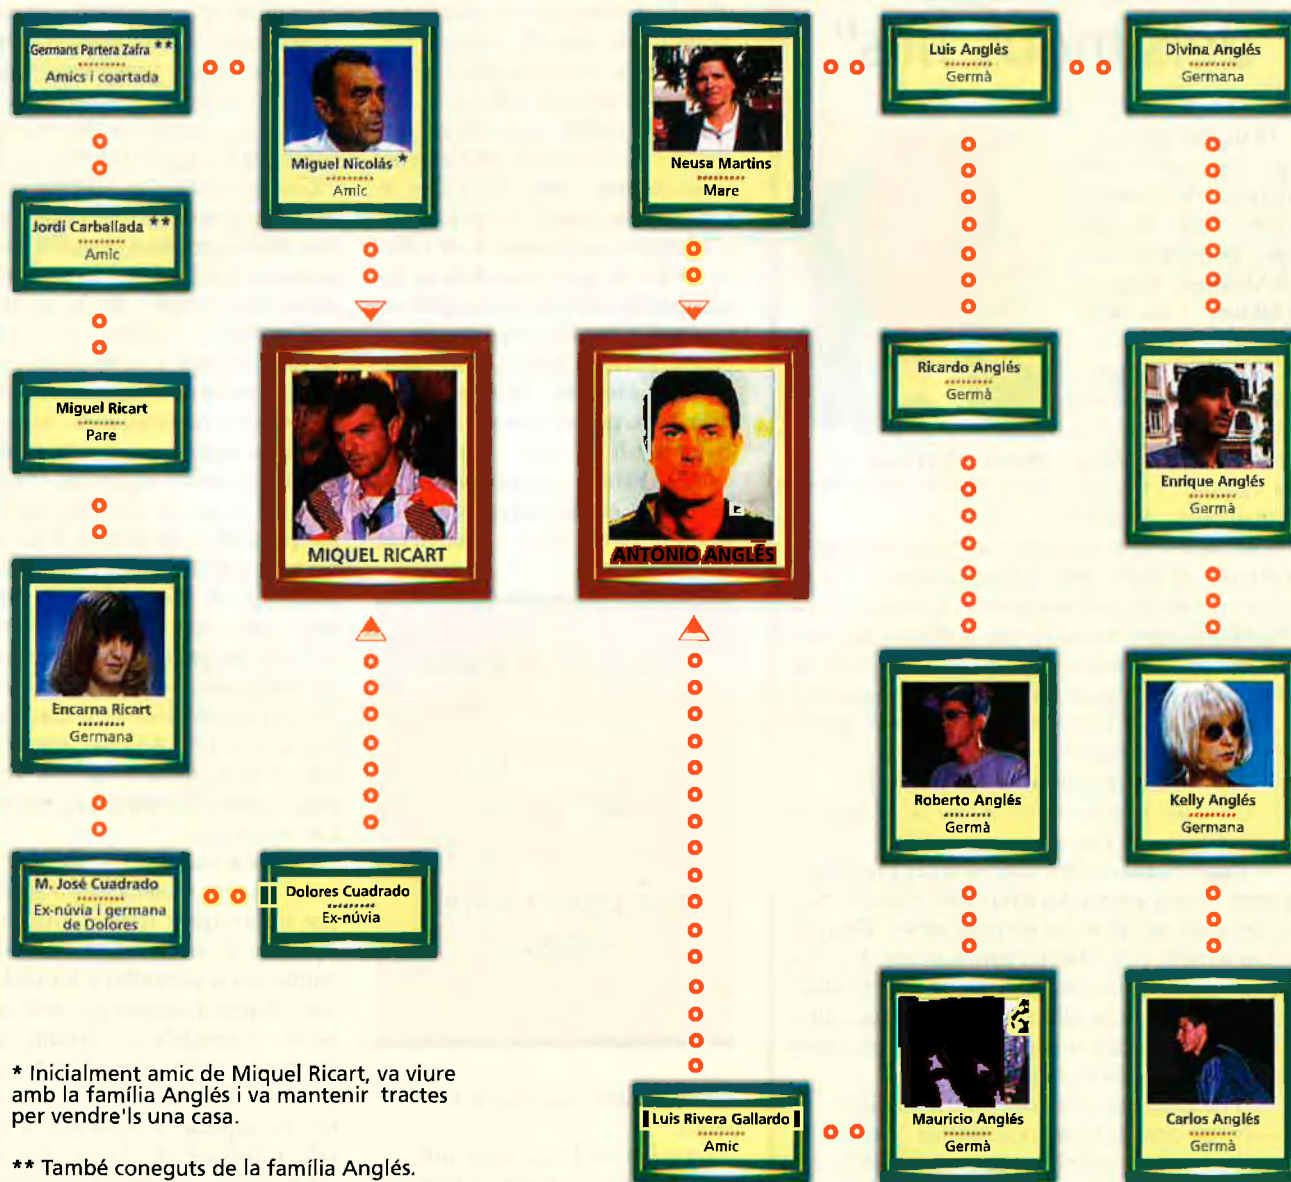 Germans Partera Zafra **
Amics i coartada
Miguel Nicolás *
Amic
Neusa Martins
Mare
Luis Anglés
Germà
Divina Anglés
Germana
Jordi Carballada **
Amic
Miguel Ricart
Pare
MIQUEL RICART
ANTONIO ANGLÉS
Ricardo Anglés
Germà
Enrique Anglés
Germà
Encarna Ricart
Germana
Roberto Anglés
Germà
Kelly Anglés
Germana
M. José Cuadrado
Ex-núvia i germana
de Dolores
Dolores Cuadrado
Ex-núvia
Luis Rivera Gallardo
Amic
Mauricio Anglés
Germà
Carlos Anglés
Germà
* Inicialment amic de Miquel Ricart, va viure
amb la família Anglés i va mantenir tractes
per vendre'ls una casa.
** També coneguts de la família Anglés.